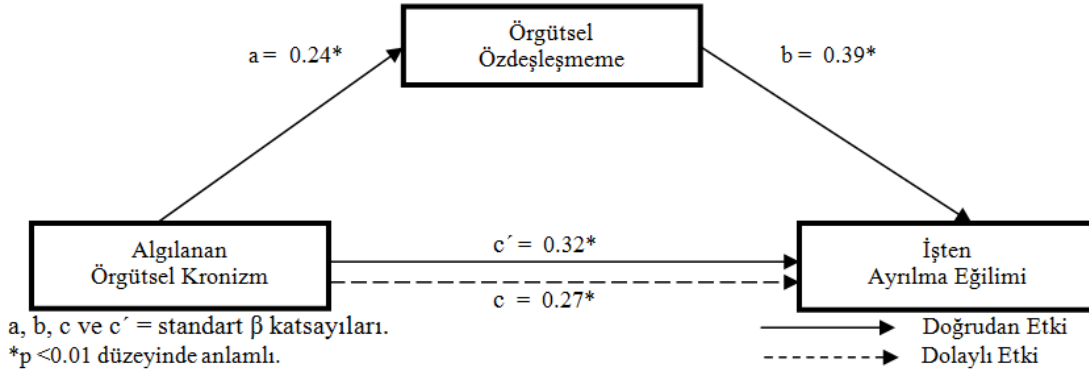 Örgütsel
Özdeşleşmeme
a = 0.24*
b = 0.39*
Algılanan
Örgütsel Kronizm
c´ = 0.32*
c = 0.27*
İşten
Ayrılma Eğilimi
a, b, c ve c´ = standart β katsayıları.
*p <0.01 düzeyinde anlamlı.
Doğrudan Etki
Dolaylı Etki